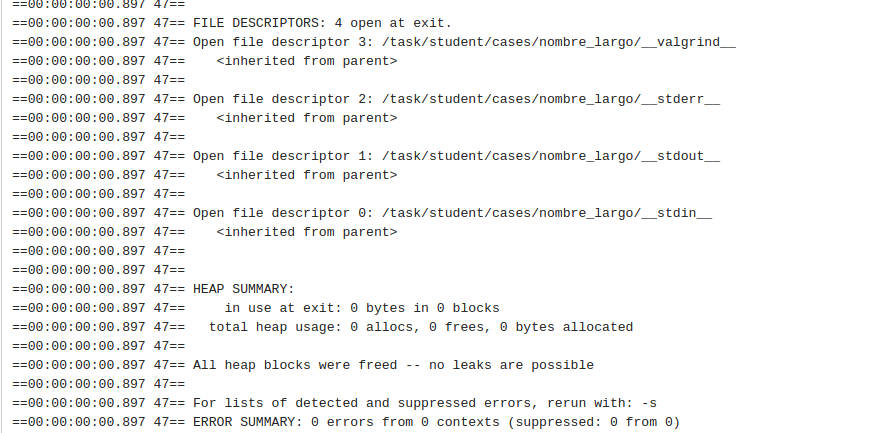 ==00:00:00:00.897 47==
==00:00:00:00.897 47== FILE DESCRIPTORS: 4 open at exit.
==00:00:00:00.897 47== Open file descriptor 3: /task/student/cases/nombre_largo/__valgrind__
==00:00:00:00.897 47==    <inherited from parent>
==00:00:00:00.897 47==
==00:00:00:00.897 47== Open file descriptor 2: /task/student/cases/nombre_largo/__stderr__
==00:00:00:00.897 47==    <inherited from parent>
==00:00:00:00.897 47==
==00:00:00:00.897 47== Open file descriptor 1: /task/student/cases/nombre_largo/__stdout__
==00:00:00:00.897 47==    <inherited from parent>
==00:00:00:00.897 47==
==00:00:00:00.897 47== Open file descriptor 0: /task/student/cases/nombre_largo/__stdin__
==00:00:00:00.897 47==    <inherited from parent>
==00:00:00:00.897 47==
==00:00:00:00.897 47==
==00:00:00:00.897 47== HEAP SUMMARY:
==00:00:00:00.897 47==     in use at exit: 0 bytes in 0 blocks
==00:00:00:00.897 47==   total heap usage: 0 allocs, 0 frees, 0 bytes allocated
==00:00:00:00.897 47==
==00:00:00:00.897 47== All heap blocks were freed -- no leaks are possible
==00:00:00:00.897 47==
==00:00:00:00.897 47== For lists of detected and suppressed errors, rerun with: -s
==00:00:00:00.897 47== ERROR SUMMARY: 0 errors from 0 contexts (suppressed: 0 from 0)